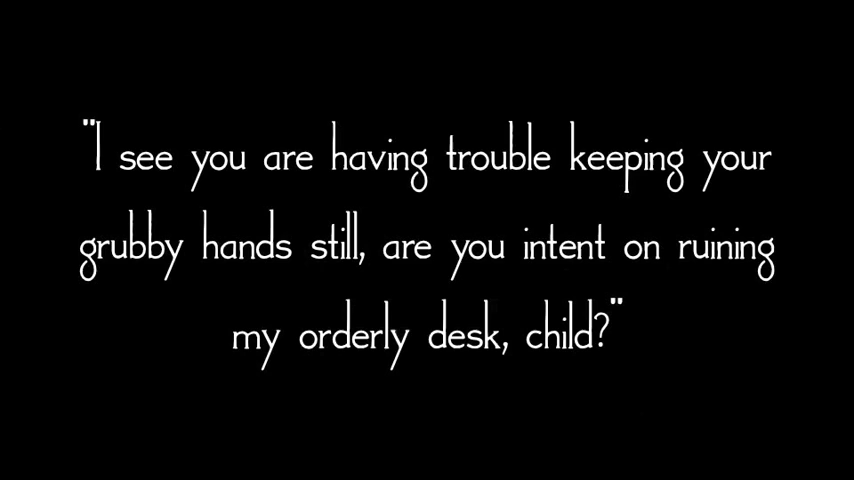 "I see you are having trouble keeping your
grubby hands still, are you intent on ruining
my orderly desk, child?"